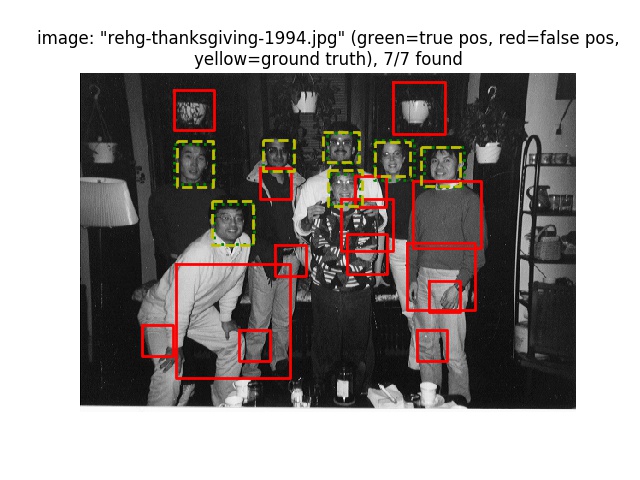 image: "rehg-thanksgiving-1994.jpg" (green=true pos, red=false pos,
yellow=ground truth), 7/7 found